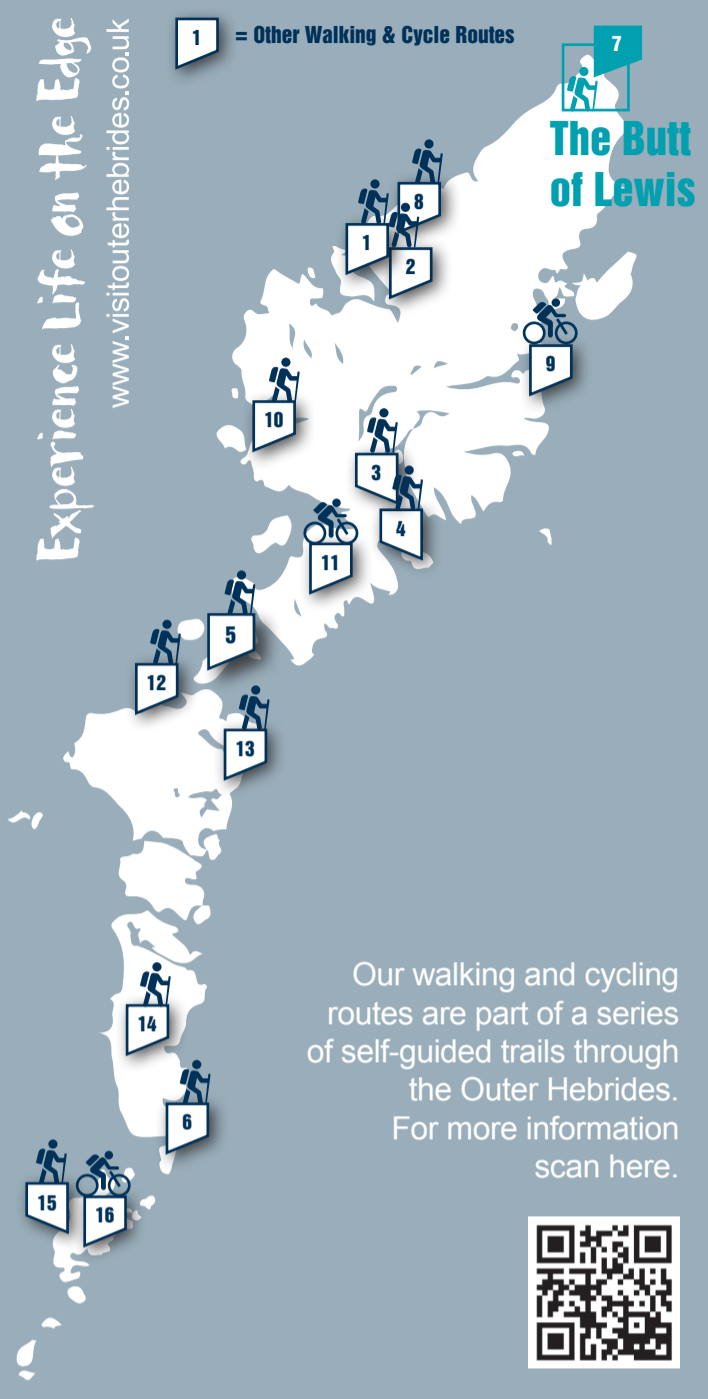 Experience Life on the Edge
www.visitouterhebrides.co.uk
1 = Other Walking & Cycle Routes
7
The Butt
of Lewis
8
1
2
9
10
3
4
11
5
12
13
14
6
15
16
Our walking and cycling
routes are part of a series
of self-guided trails through
the Outer Hebrides.
For more information
scan here.